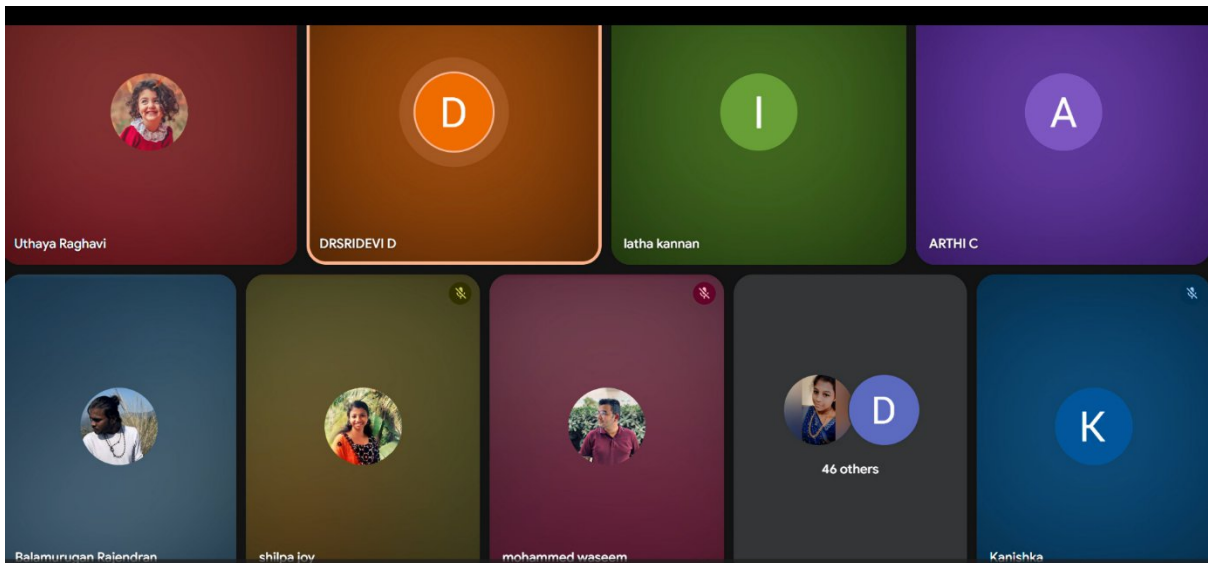 D
I
A
Uthaya Raghavi
DRSRIDEVI D
latha kannan
ARTHI C
D
46 others
K
Balamurugan Rajendran
shilpa joy
mohammed waseem
Kanishka